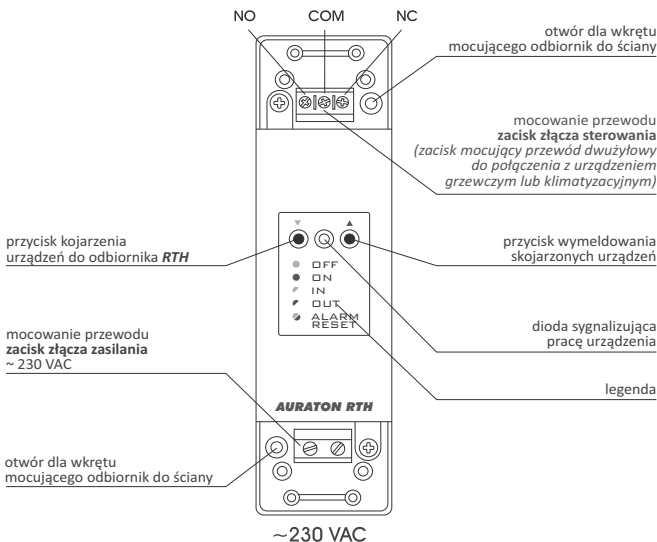 NO COM NC
otwór dla wkrętu
mocującego odbiornik do ściany
mocowanie przewodu
zacisk złącza sterowania
(zacisk mocujący przewód dwużyłowy
do połączenia z urządzeniem
grzewczym lub klimatyzacyjnym)
przycisk kojarzenia
urządzeń do odbiornika RTH
przycisk wymeldowania
skojarzonych urządzeń
OFF
ON
IN
OUT
ALARM
RESET
mocowanie przewodu
zacisk złącza zasilania
~ 230 VAC
dioda sygnalizująca
pracę urządzenia
legenda
AURATON RTH
otwór dla wkrętu
mocującego odbiornik do ściany
~230 VAC